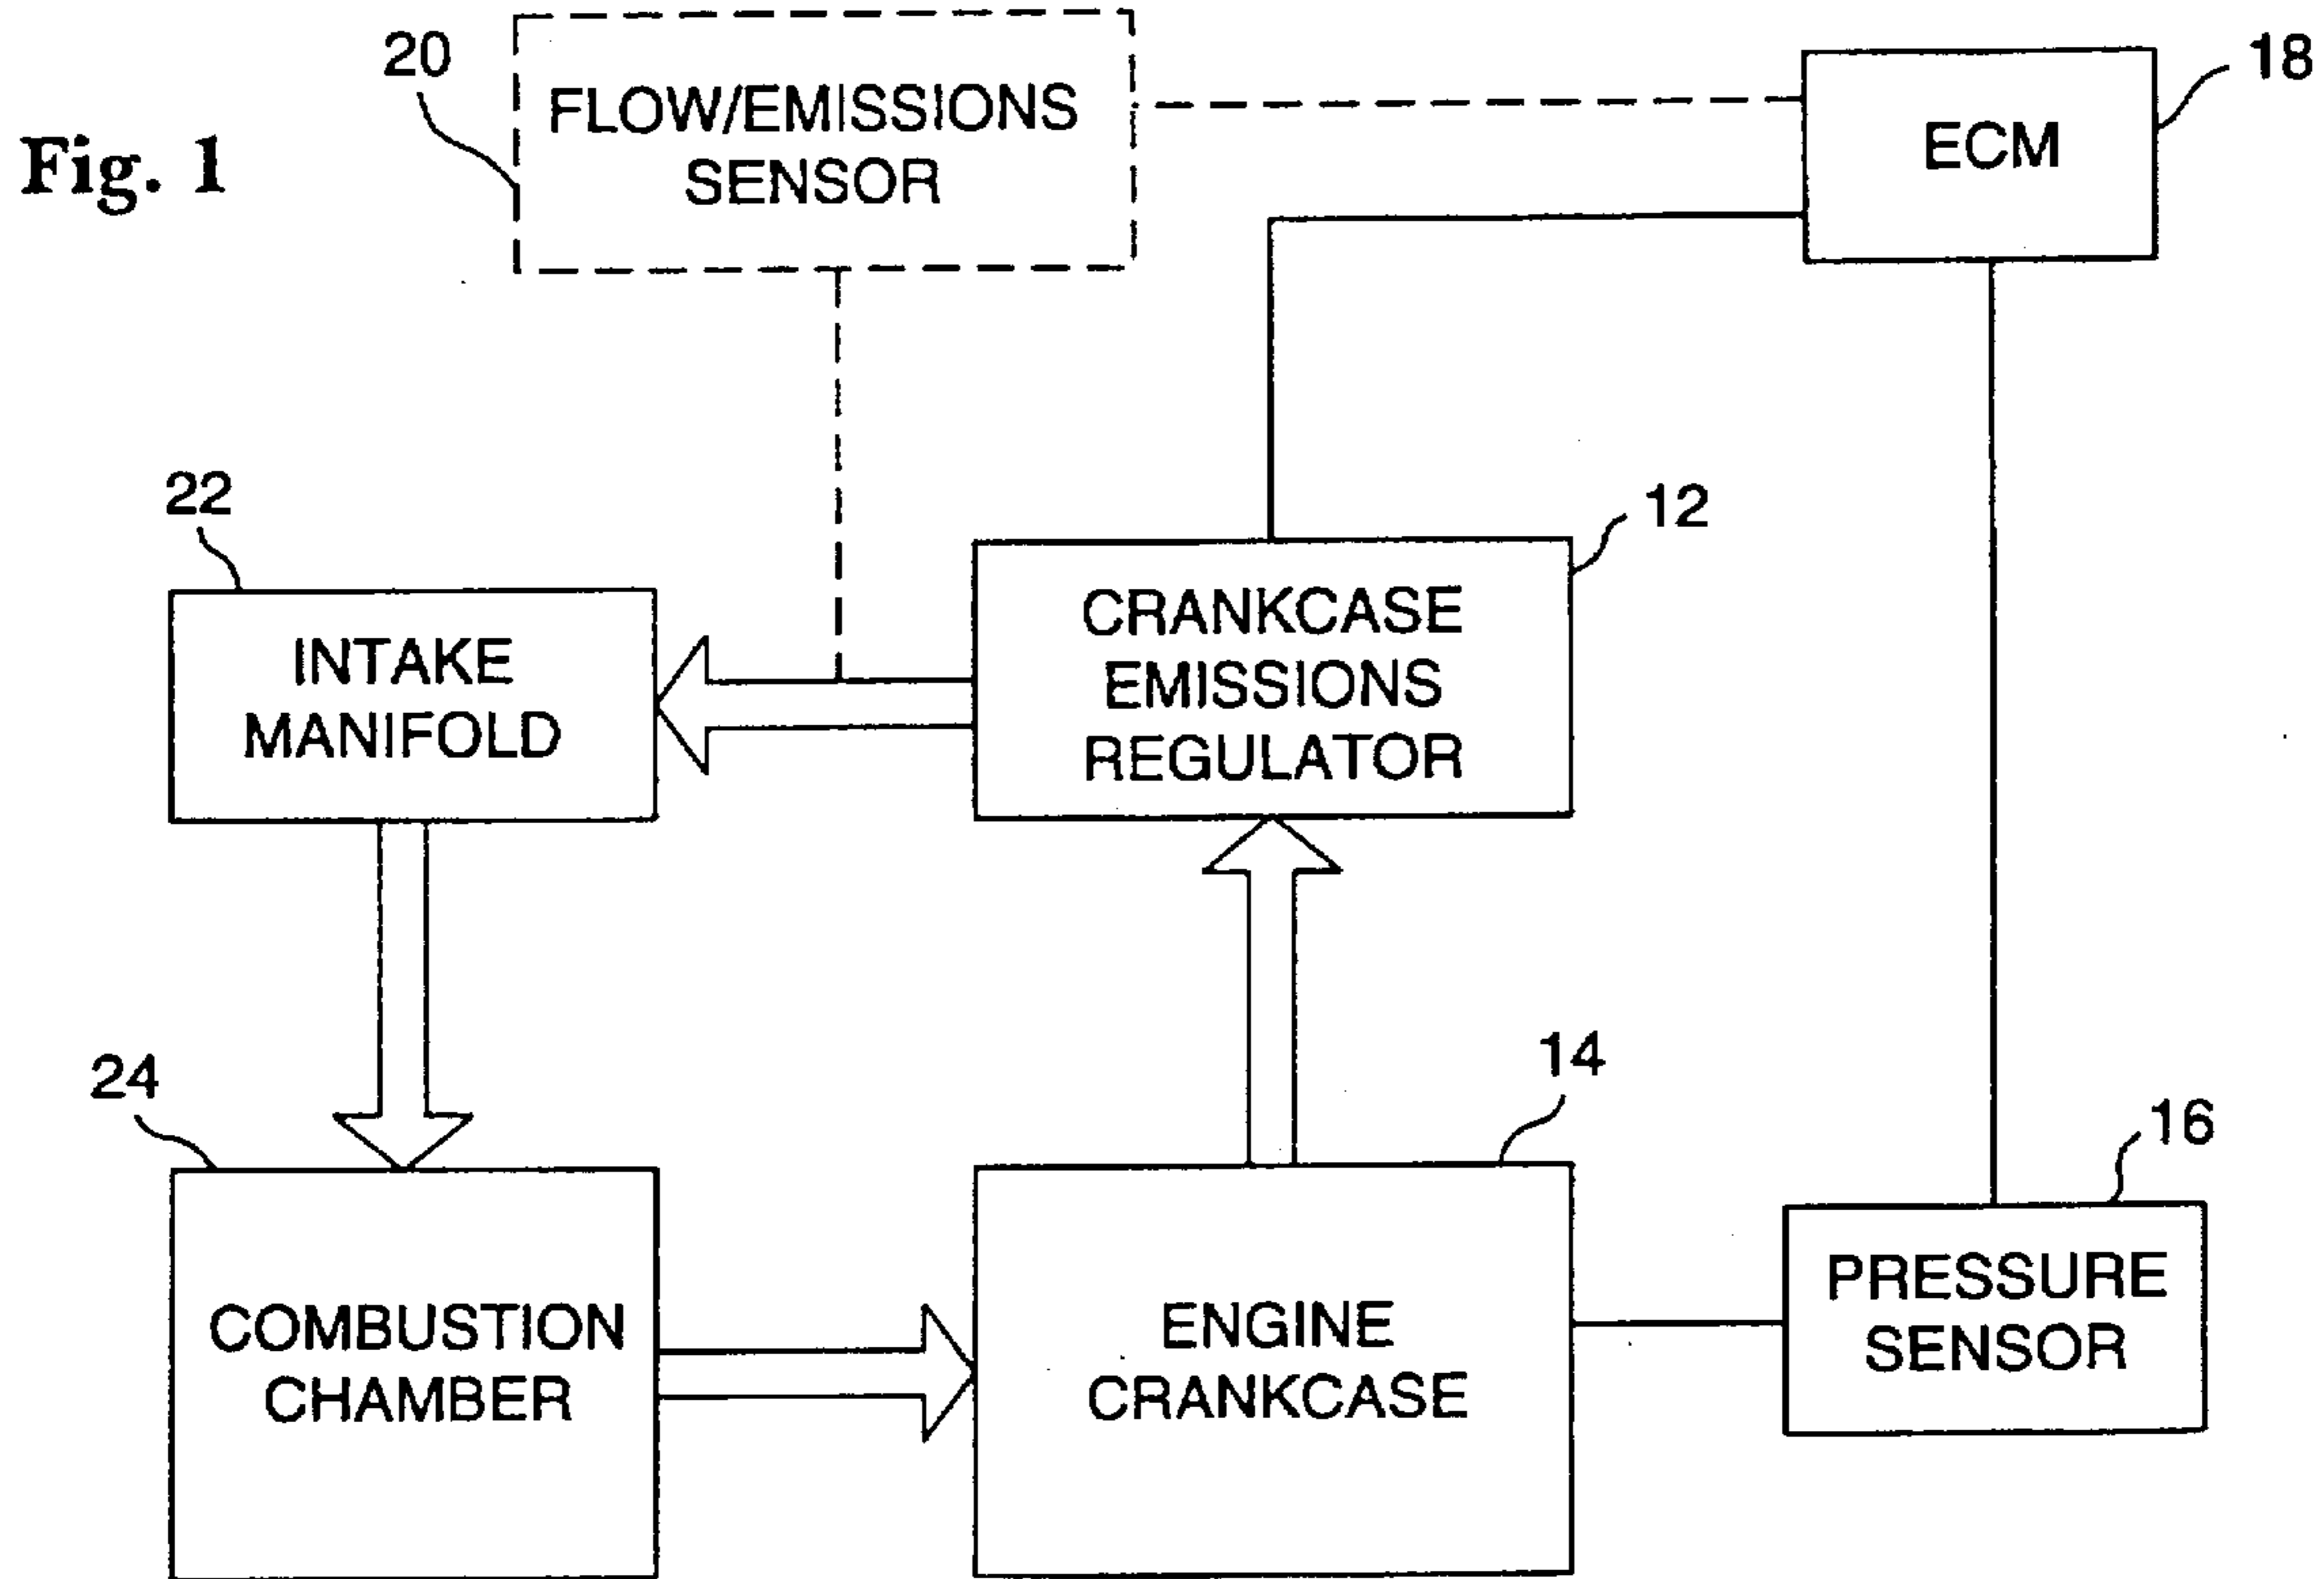 Fig. 1
20
FLOW/EMISSIONS
SENSOR
18
ECM
22
INTAKE
MANIFOLD
12
CRANKCASE
EMISSIONS
REGULATOR
24
COMBUSTION
CHAMBER
14
ENGINE
CRANKCASE
16
PRESSURE
SENSOR